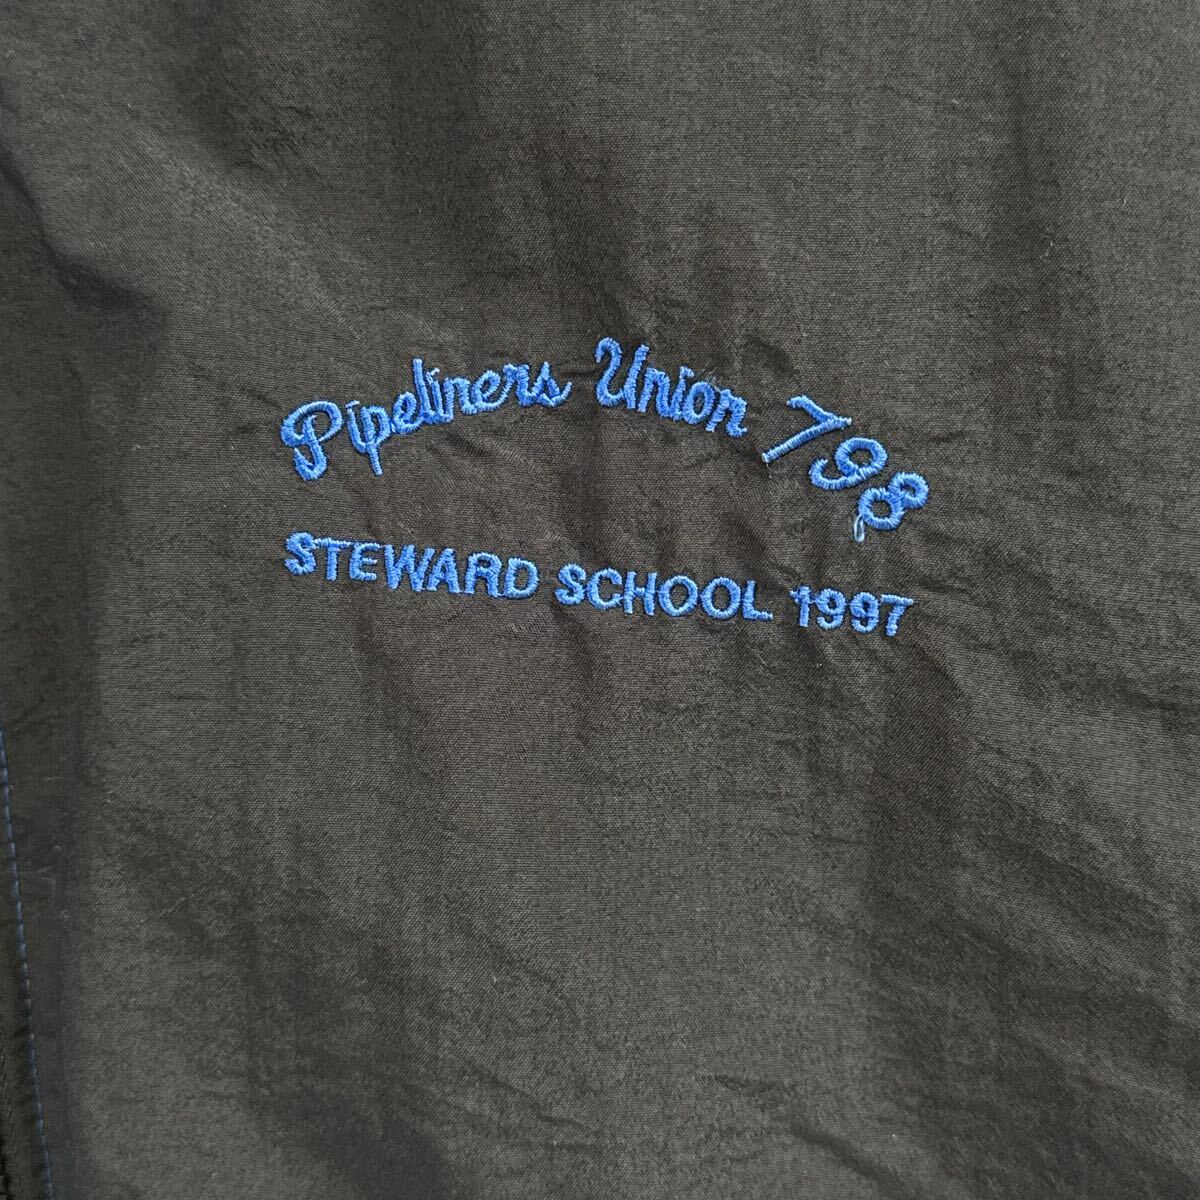 Pipeliners Union 798
STEWARD SCHOOL 1997